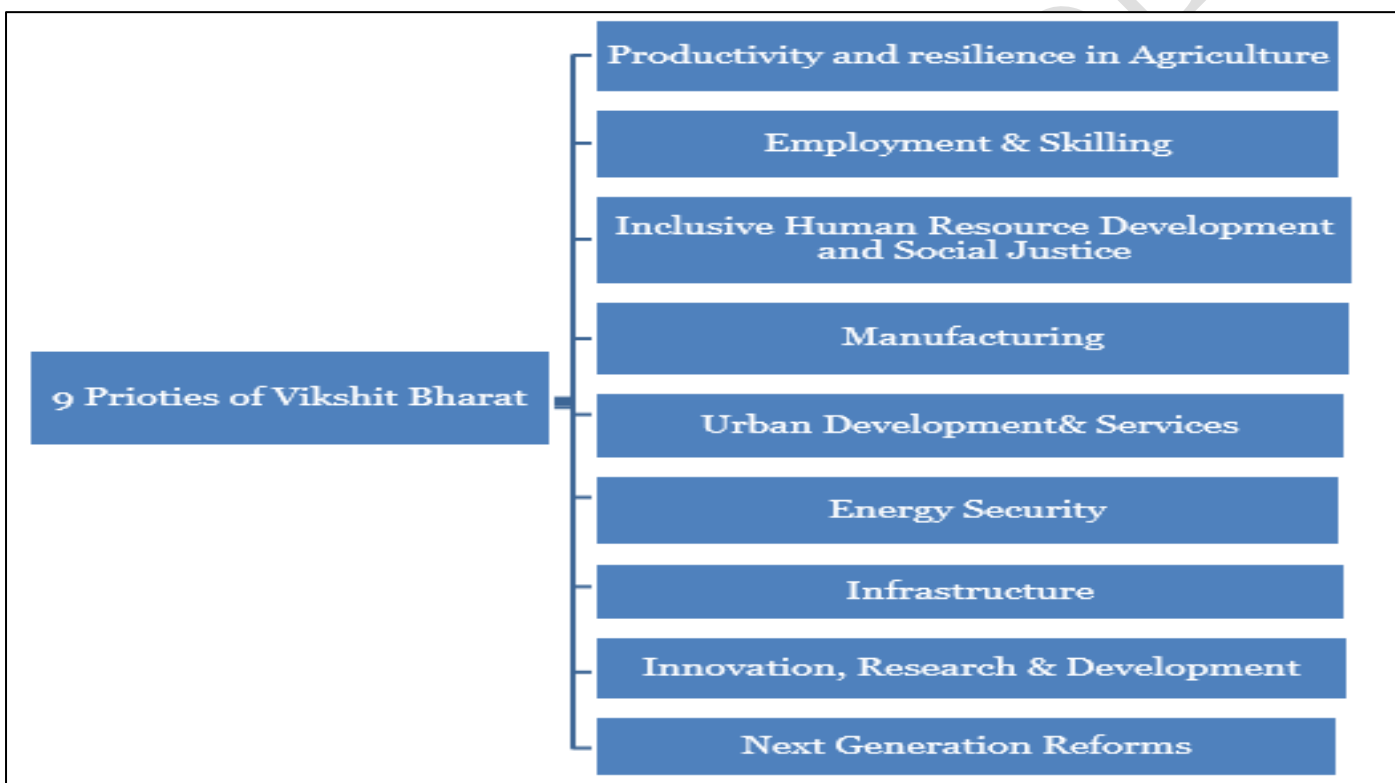 Productivity and resilience in Agriculture
Employment & Skilling
Inclusive Human Resource Development
and Social Justice
Manufacturing
9 Prioties of Vikshit Bharat
Urban Development& Services
Energy Security
Infrastructure
Innovation, Research & Development
Next Generation Reforms